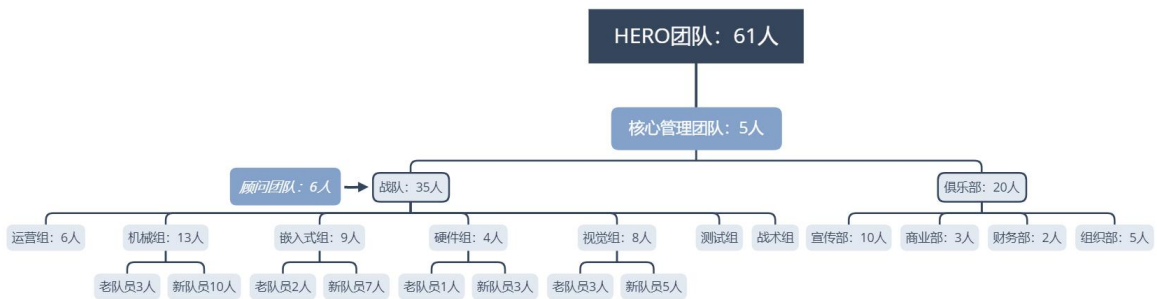 HERO团队：61人
核心管理团队：5人
顾问团队：6人
战队：35人
俱乐部：20人
运营组：6人
机械组：13人
嵌入式组：9人
硬件组：4人
视觉组：8人
测试组
战术组
宣传部：10人
商业部：3人
财务部：2人
组织部：5人
老队员3人
新队员10人
老队员2人
新队员7人
老队员1人
新队员3人
老队员3人
新队员5人